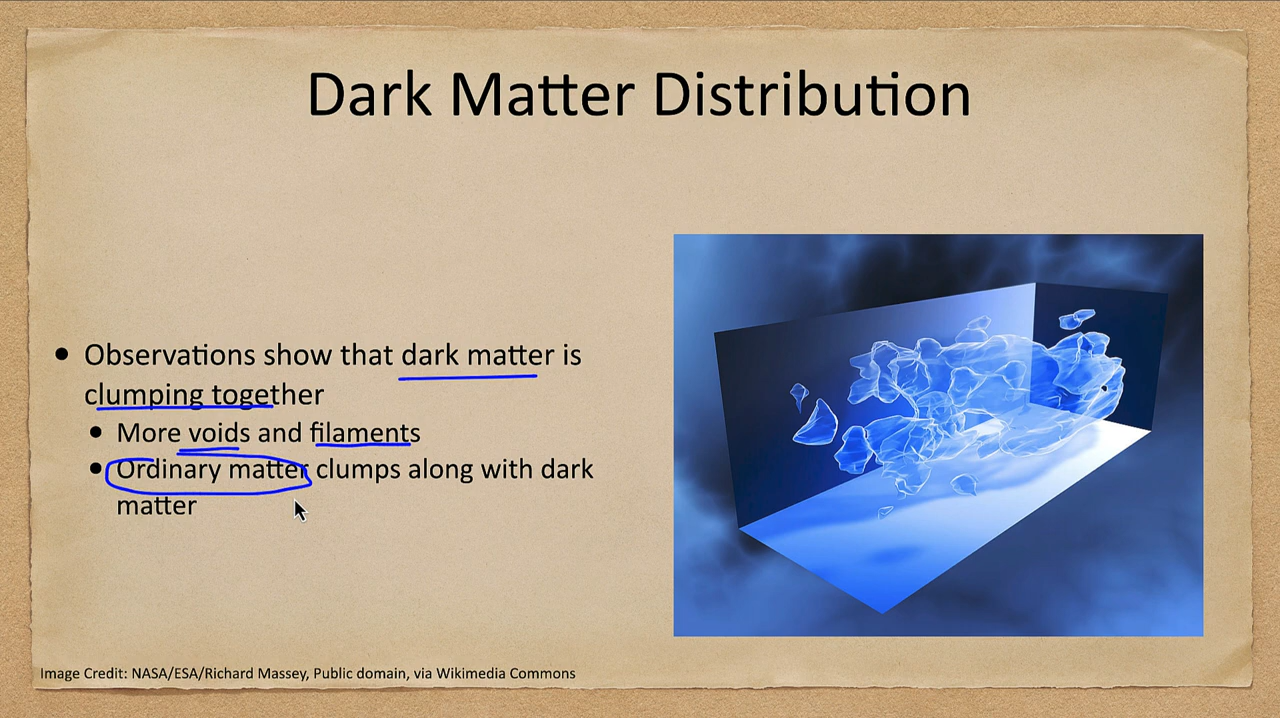 Dark Matter Distribution
• Observations show that dark matter is
clumping together
• More voids and filaments
• Ordinary matter clumps along with dark
matter
Image Credit: NASA/ESA/Richard Massey, Public domain, via Wikimedia Commons